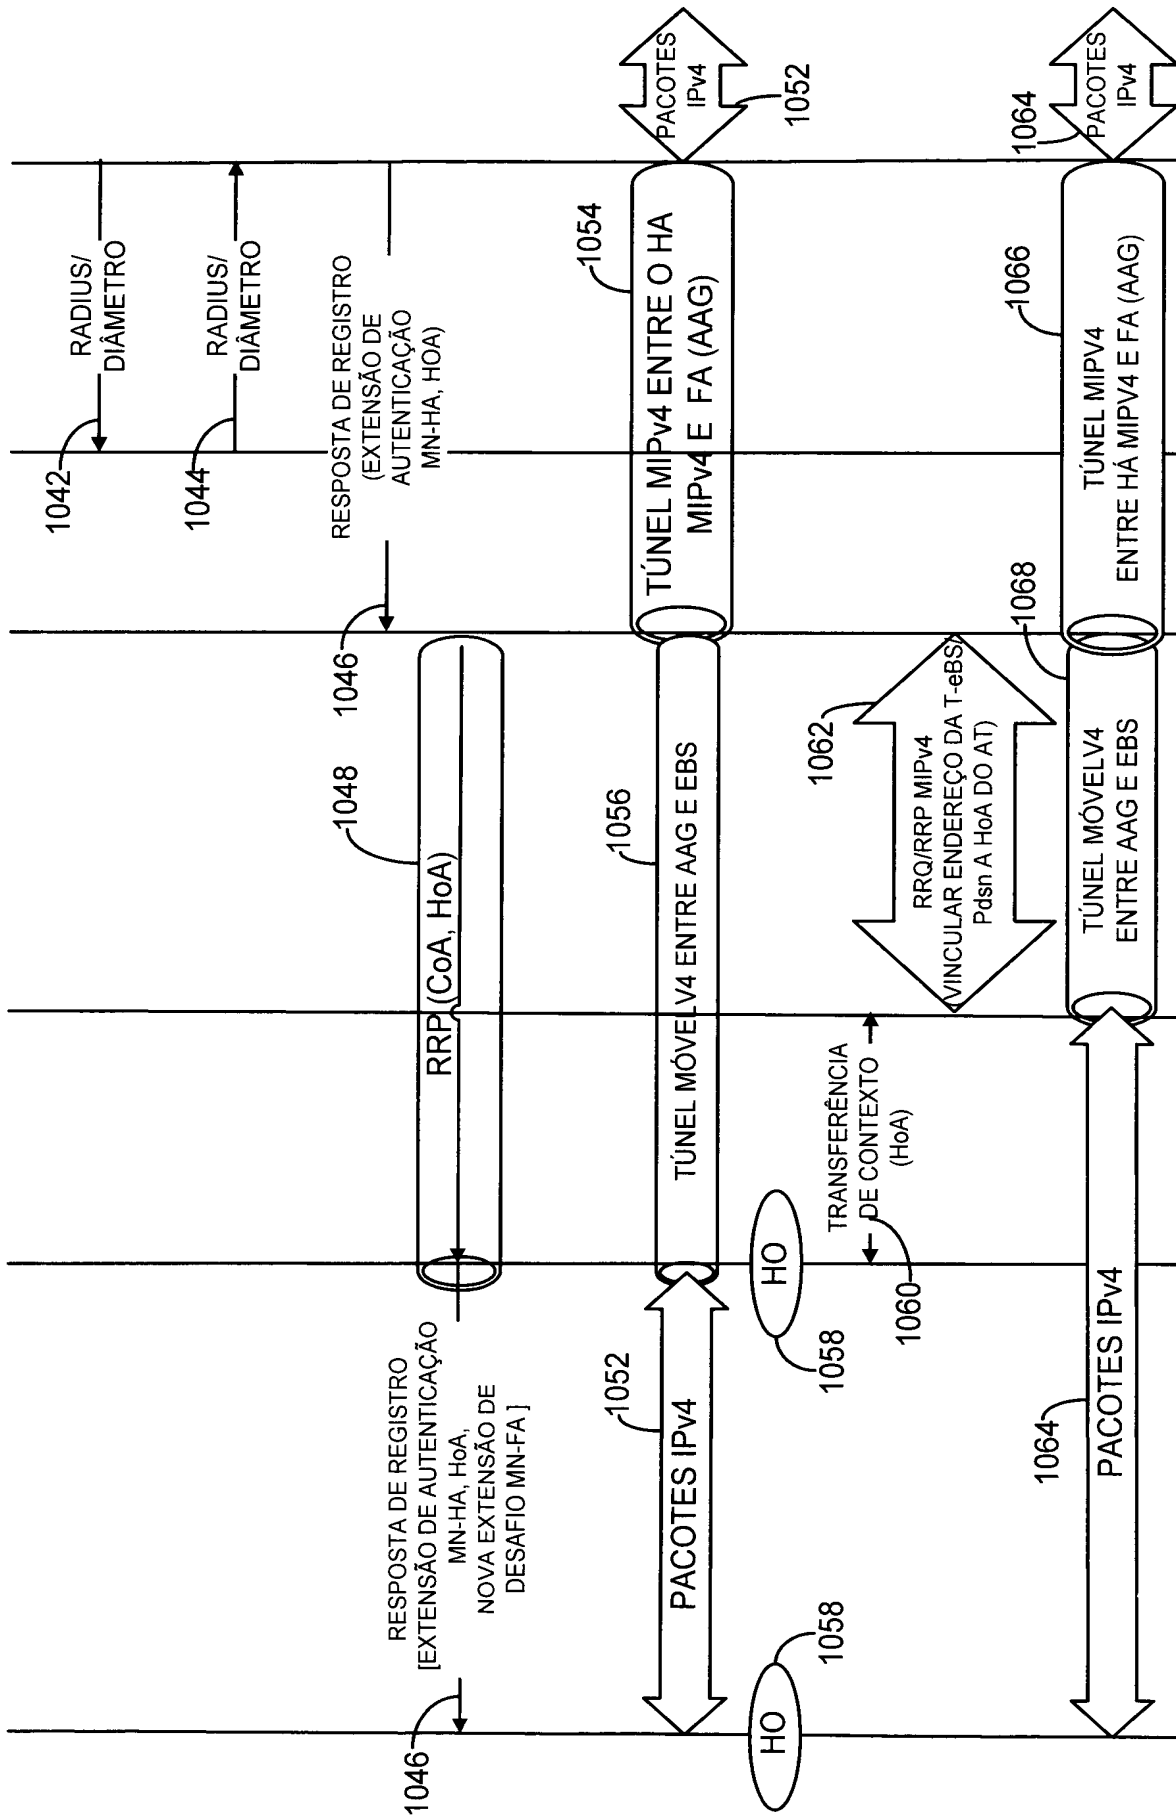 1042
RADIUS/
DIÂMETRO
1044
RADIUS/
DIÂMETRO
1046
RESPOSTA DE REGISTRO
(EXTENSÃO DE
AUTENTICAÇÃO
MN-HA, HOA)
1046
RESPOSTA DE REGISTRO
[EXTENSÃO DE AUTENTICAÇÃO
MN-HA, HoA,
NOVA EXTENSÃO DE
DESAFIO MN-FA ]
RRP (CoA, HoA)
1048
PACOTES IPv4
1052
TÚNEL MÓVELV4 ENTRE AAG E EBS
1056
TÚNEL MIPv4 ENTRE O HA
MIPv4 E FA (AAG)
1054
PACOTES
IPv4
1052
HO
1058
HO
1058
TRANSFERÊNCIA
DE CONTEXTO
(HoA)
1060
1062
RRQ/RRP MIPv4
(VINCULAR ENDEREÇO DA T-eBS/
Pdsn A HoA DO AT)
PACOTES IPv4
1064
TÚNEL MÓVELV4
ENTRE AAG E EBS
1068
TÚNEL MIPV4
ENTRE HÁ MIPV4 E FA (AAG)
1066
PACOTES
IPv4
1064